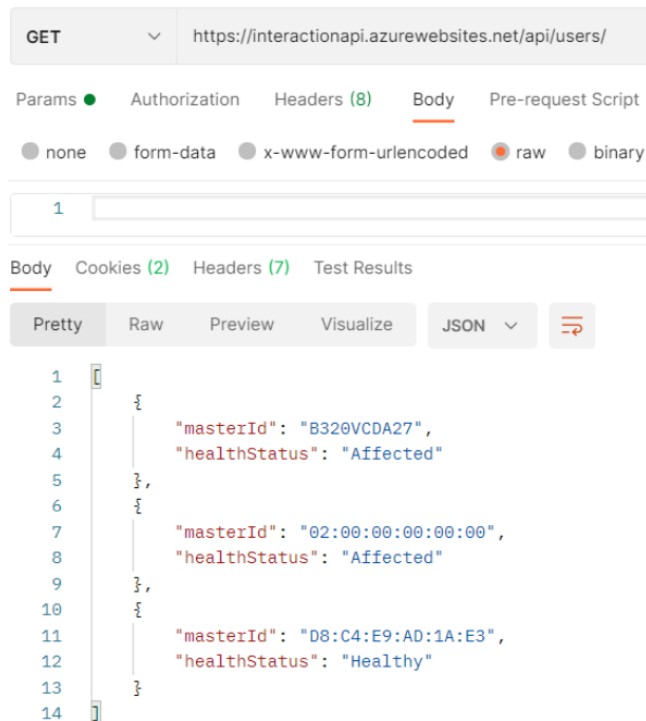 GET https://interactionapi.azurewebsites.net/api/users/
Params Authorization Headers (8) Body Pre-request Script
none form-data x-www-form-urlencoded raw binary
1
Body Cookies (2) Headers (7) Test Results
Pretty Raw Preview Visualize JSON
1 [
2 {
3 "masterId": "B320VCDA27",
4 "healthStatus": "Affected"
5 },
6 {
7 "masterId": "02:00:00:00:00:00",
8 "healthStatus": "Affected"
9 },
10 {
11 "masterId": "D8:C4:E9:AD:1A:E3",
12 "healthStatus": "Healthy"
13 }
14 ]